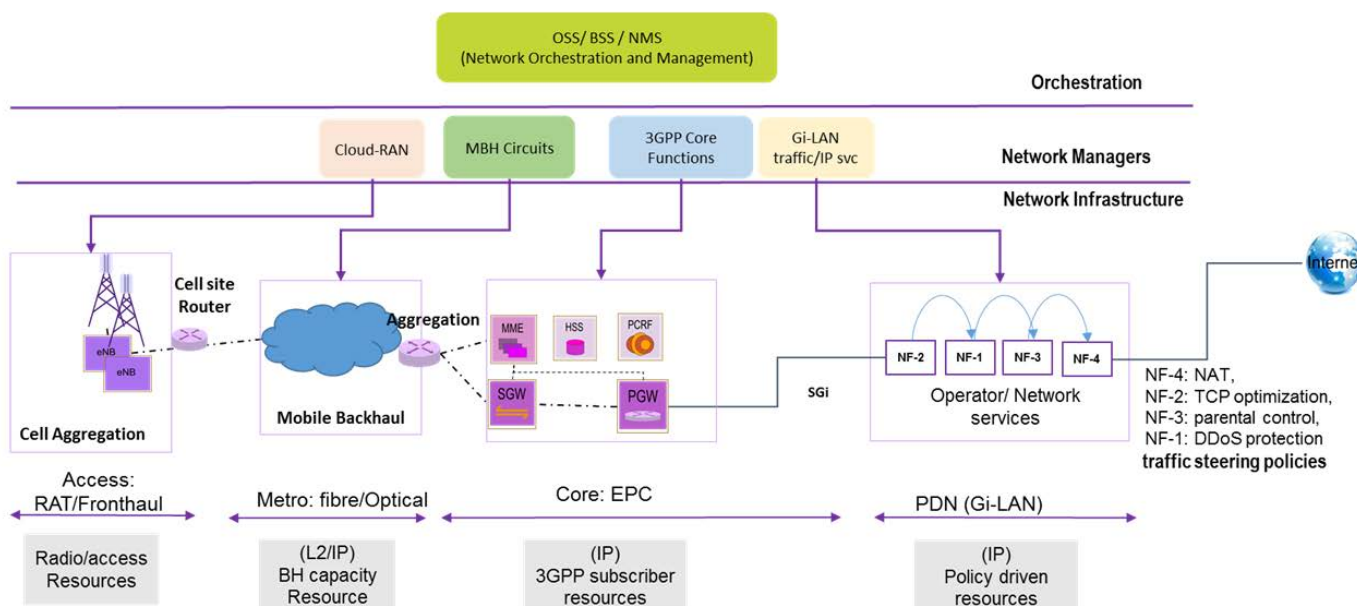 OSS/ BSS / NMS
(Network Orchestration and Management)
Orchestration
Cloud-RAN
MBH Circuits
3GPP Core
Functions
Gi-LAN
traffic/IP svc
Network Managers
Network Infrastructure
Cell site
Router
eNB
eNB
Cell Aggregation
Aggregation
Mobile Backhaul
MME
HSS
PCRF
SGW
PGW
SGi
NF-2
NF-1
NF-3
NF-4
Operator/ Network
services
Interne
NF-4: NAT,
NF-2: TCP optimization,
NF-3: parental control,
NF-1: DDoS protection
traffic steering policies
Access:
RAT/Fronthaul
Metro: fibre/Optical
Core: EPC
PDN (Gi-LAN)
Radio/access
Resources
(L2/IP)
BH capacity
Resource
(IP)
3GPP subscriber
resources
(IP)
Policy driven
resources